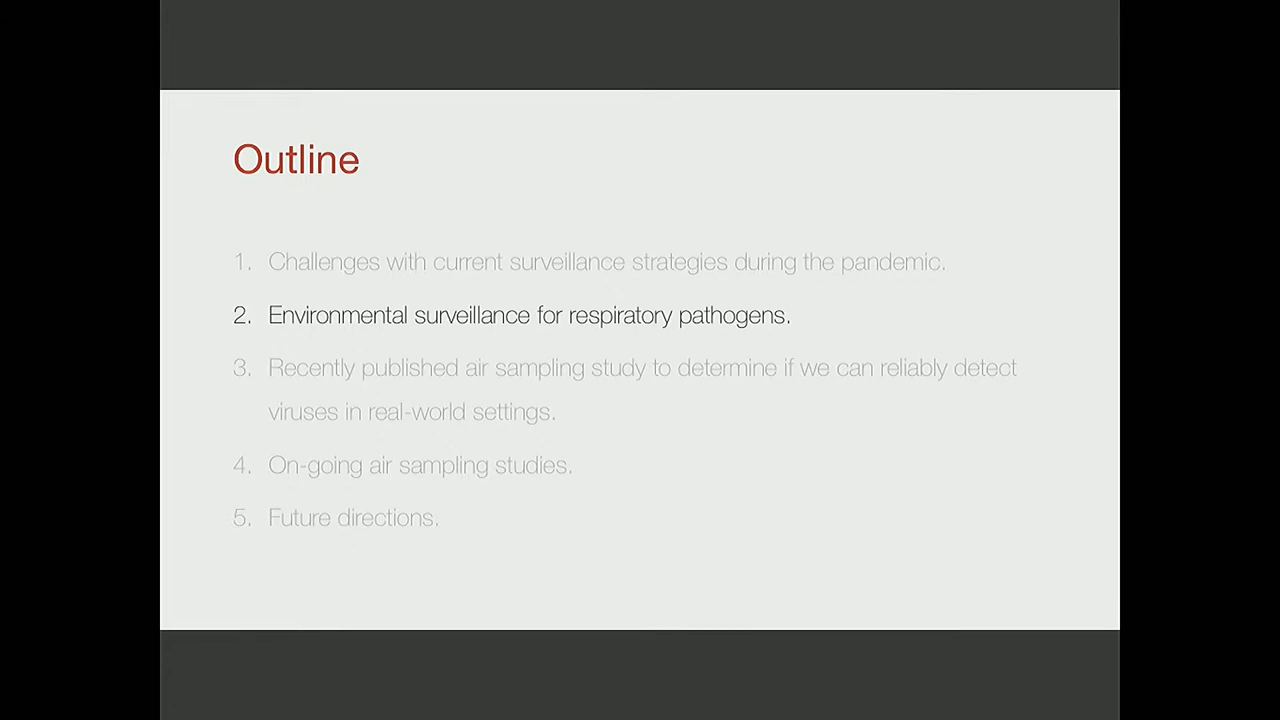 Outline
1. Challenges with current surveillance strategies during the pandemic.
2. Environmental surveillance for respiratory pathogens.
3. Recently published air sampling study to determine if we can reliably detect
viruses in real-world settings.
4. On-going air sampling studies.
5. Future directions.